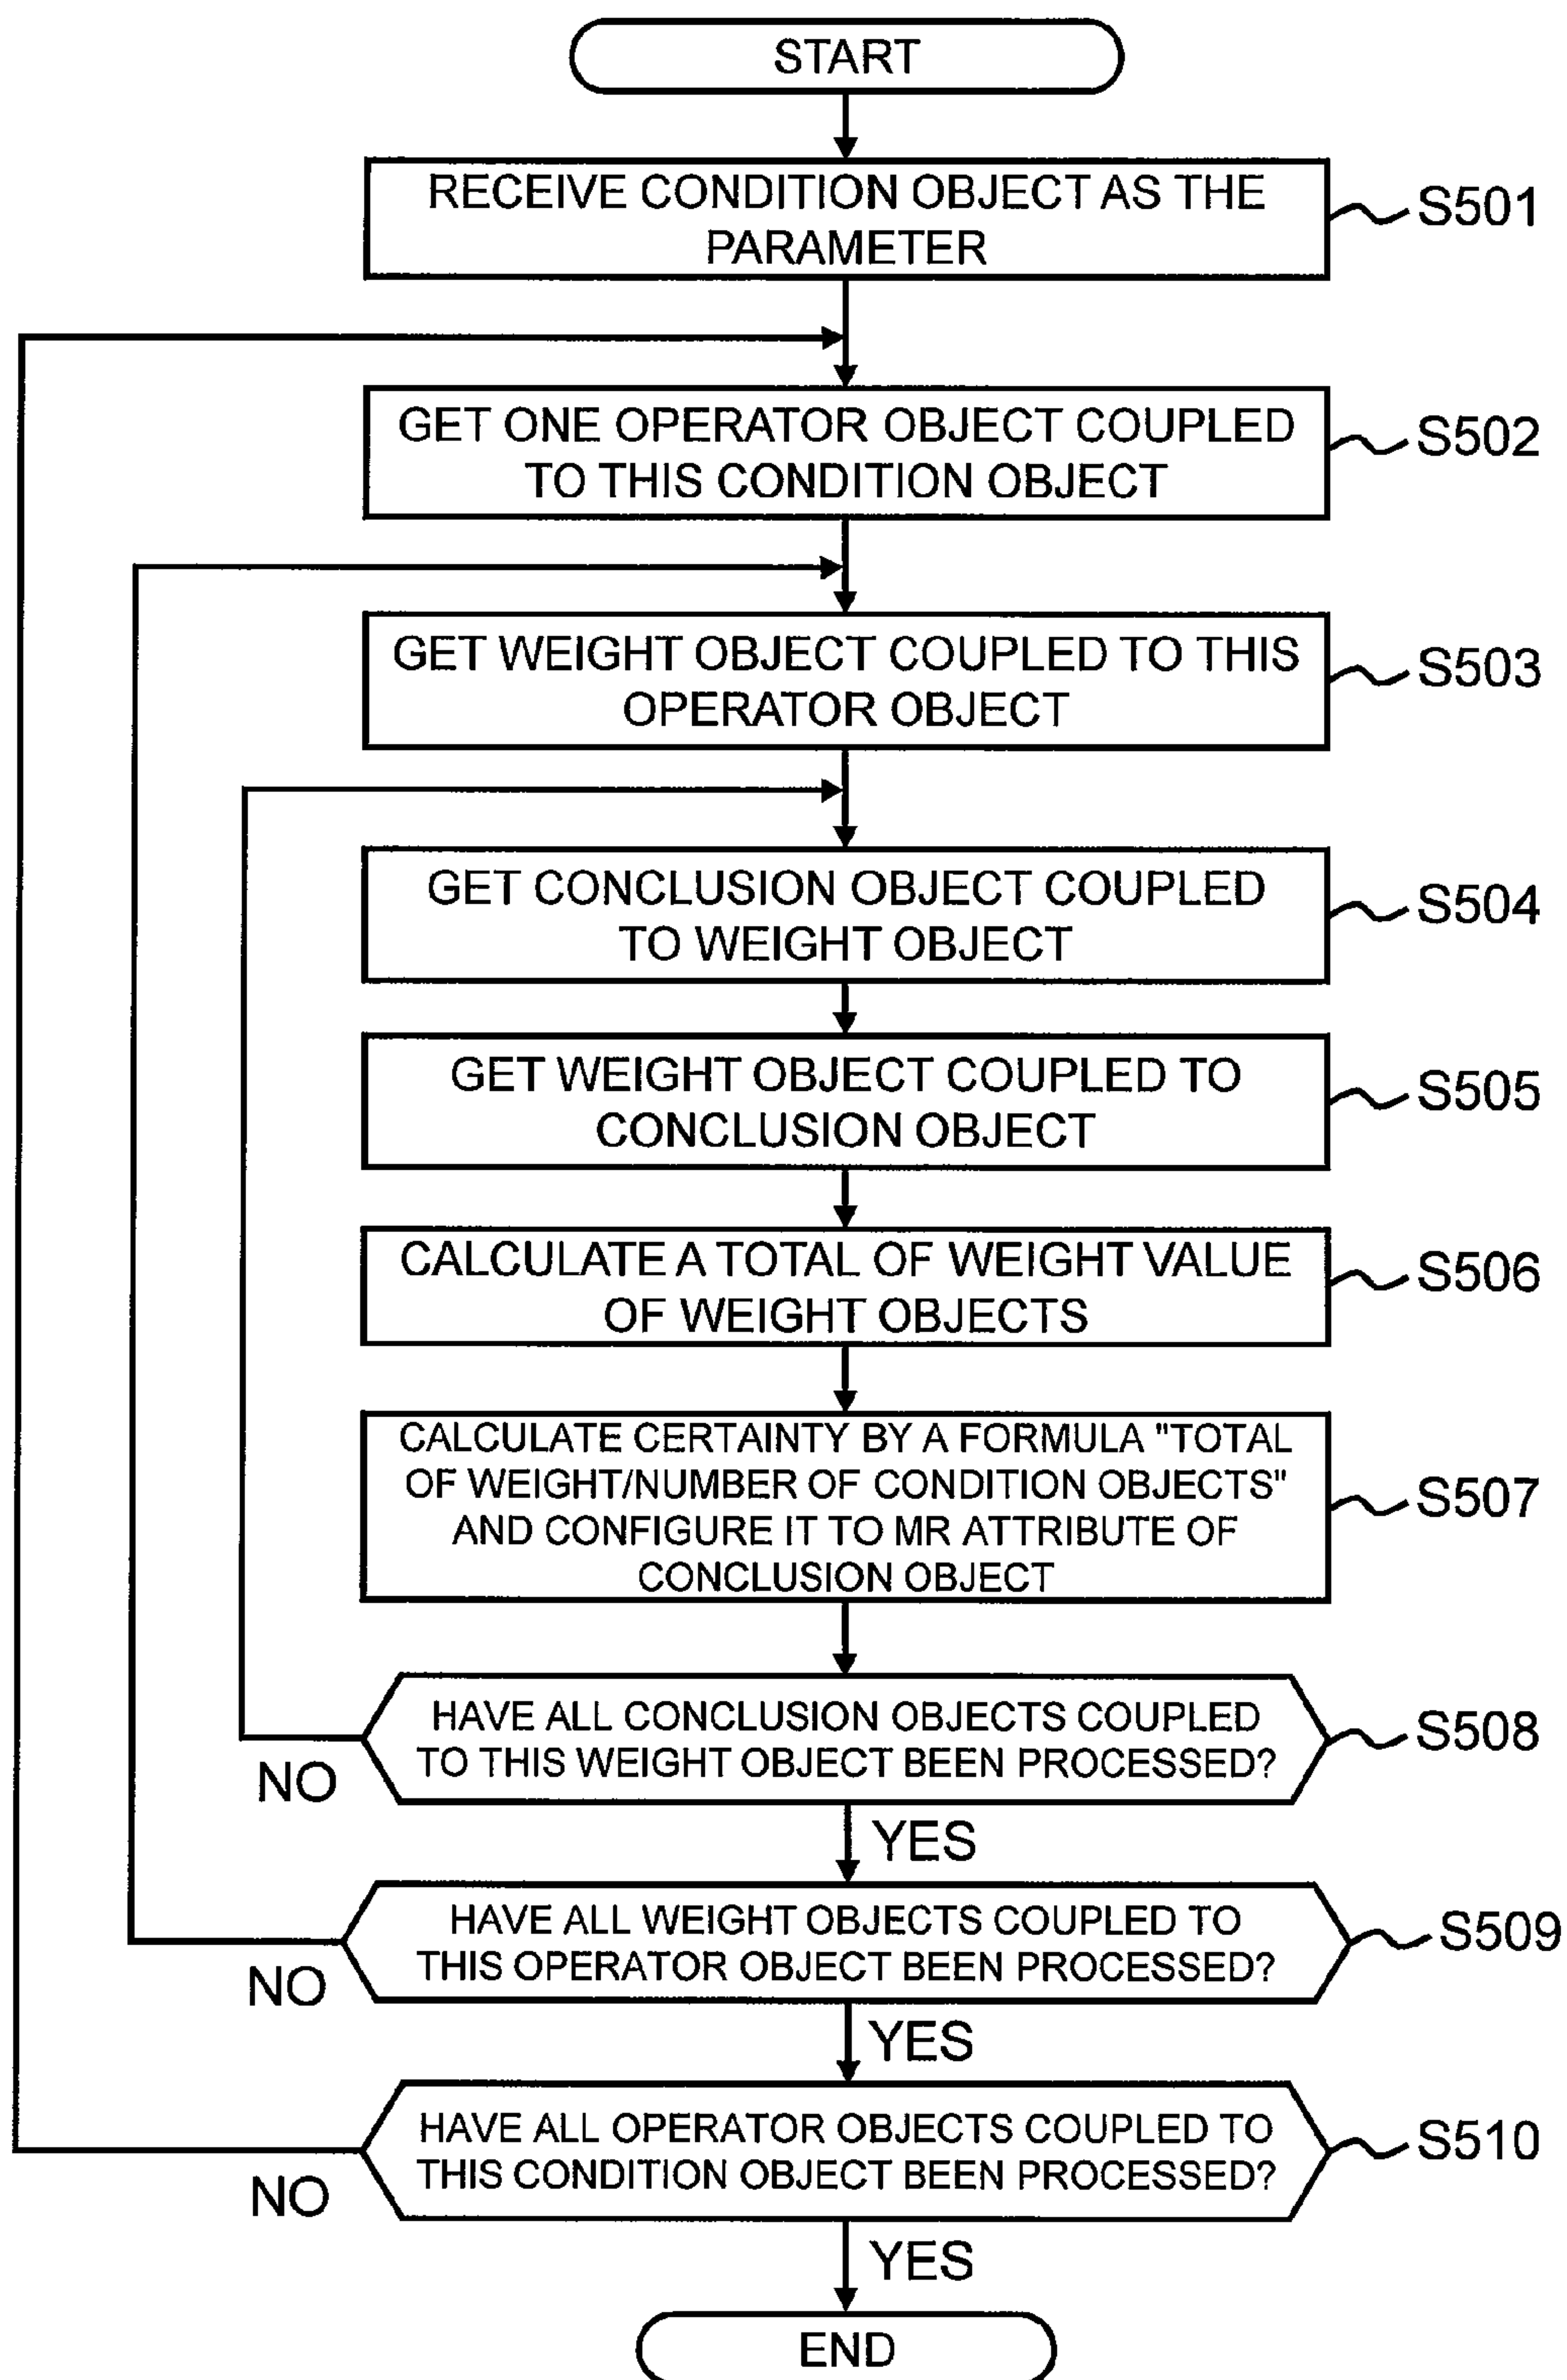 START
RECEIVE CONDITION OBJECT AS THE
PARAMETER
S501
GET ONE OPERATOR OBJECT COUPLED
TO THIS CONDITION OBJECT
S502
GET WEIGHT OBJECT COUPLED TO THIS
OPERATOR OBJECT
S503
GET CONCLUSION OBJECT COUPLED
TO WEIGHT OBJECT
S504
GET WEIGHT OBJECT COUPLED TO
CONCLUSION OBJECT
S505
CALCULATE A TOTAL OF WEIGHT VALUE
OF WEIGHT OBJECTS
S506
CALCULATE CERTAINTY BY A FORMULA "TOTAL
OF WEIGHT/NUMBER OF CONDITION OBJECTS"
AND CONFIGURE IT TO MR ATTRIBUTE OF
CONCLUSION OBJECT
S507
HAVE ALL CONCLUSION OBJECTS COUPLED
TO THIS WEIGHT OBJECT BEEN PROCESSED?
S508
NO
YES
HAVE ALL WEIGHT OBJECTS COUPLED TO
THIS OPERATOR OBJECT BEEN PROCESSED?
S509
NO
YES
HAVE ALL OPERATOR OBJECTS COUPLED TO
THIS CONDITION OBJECT BEEN PROCESSED?
S510
NO
YES
END